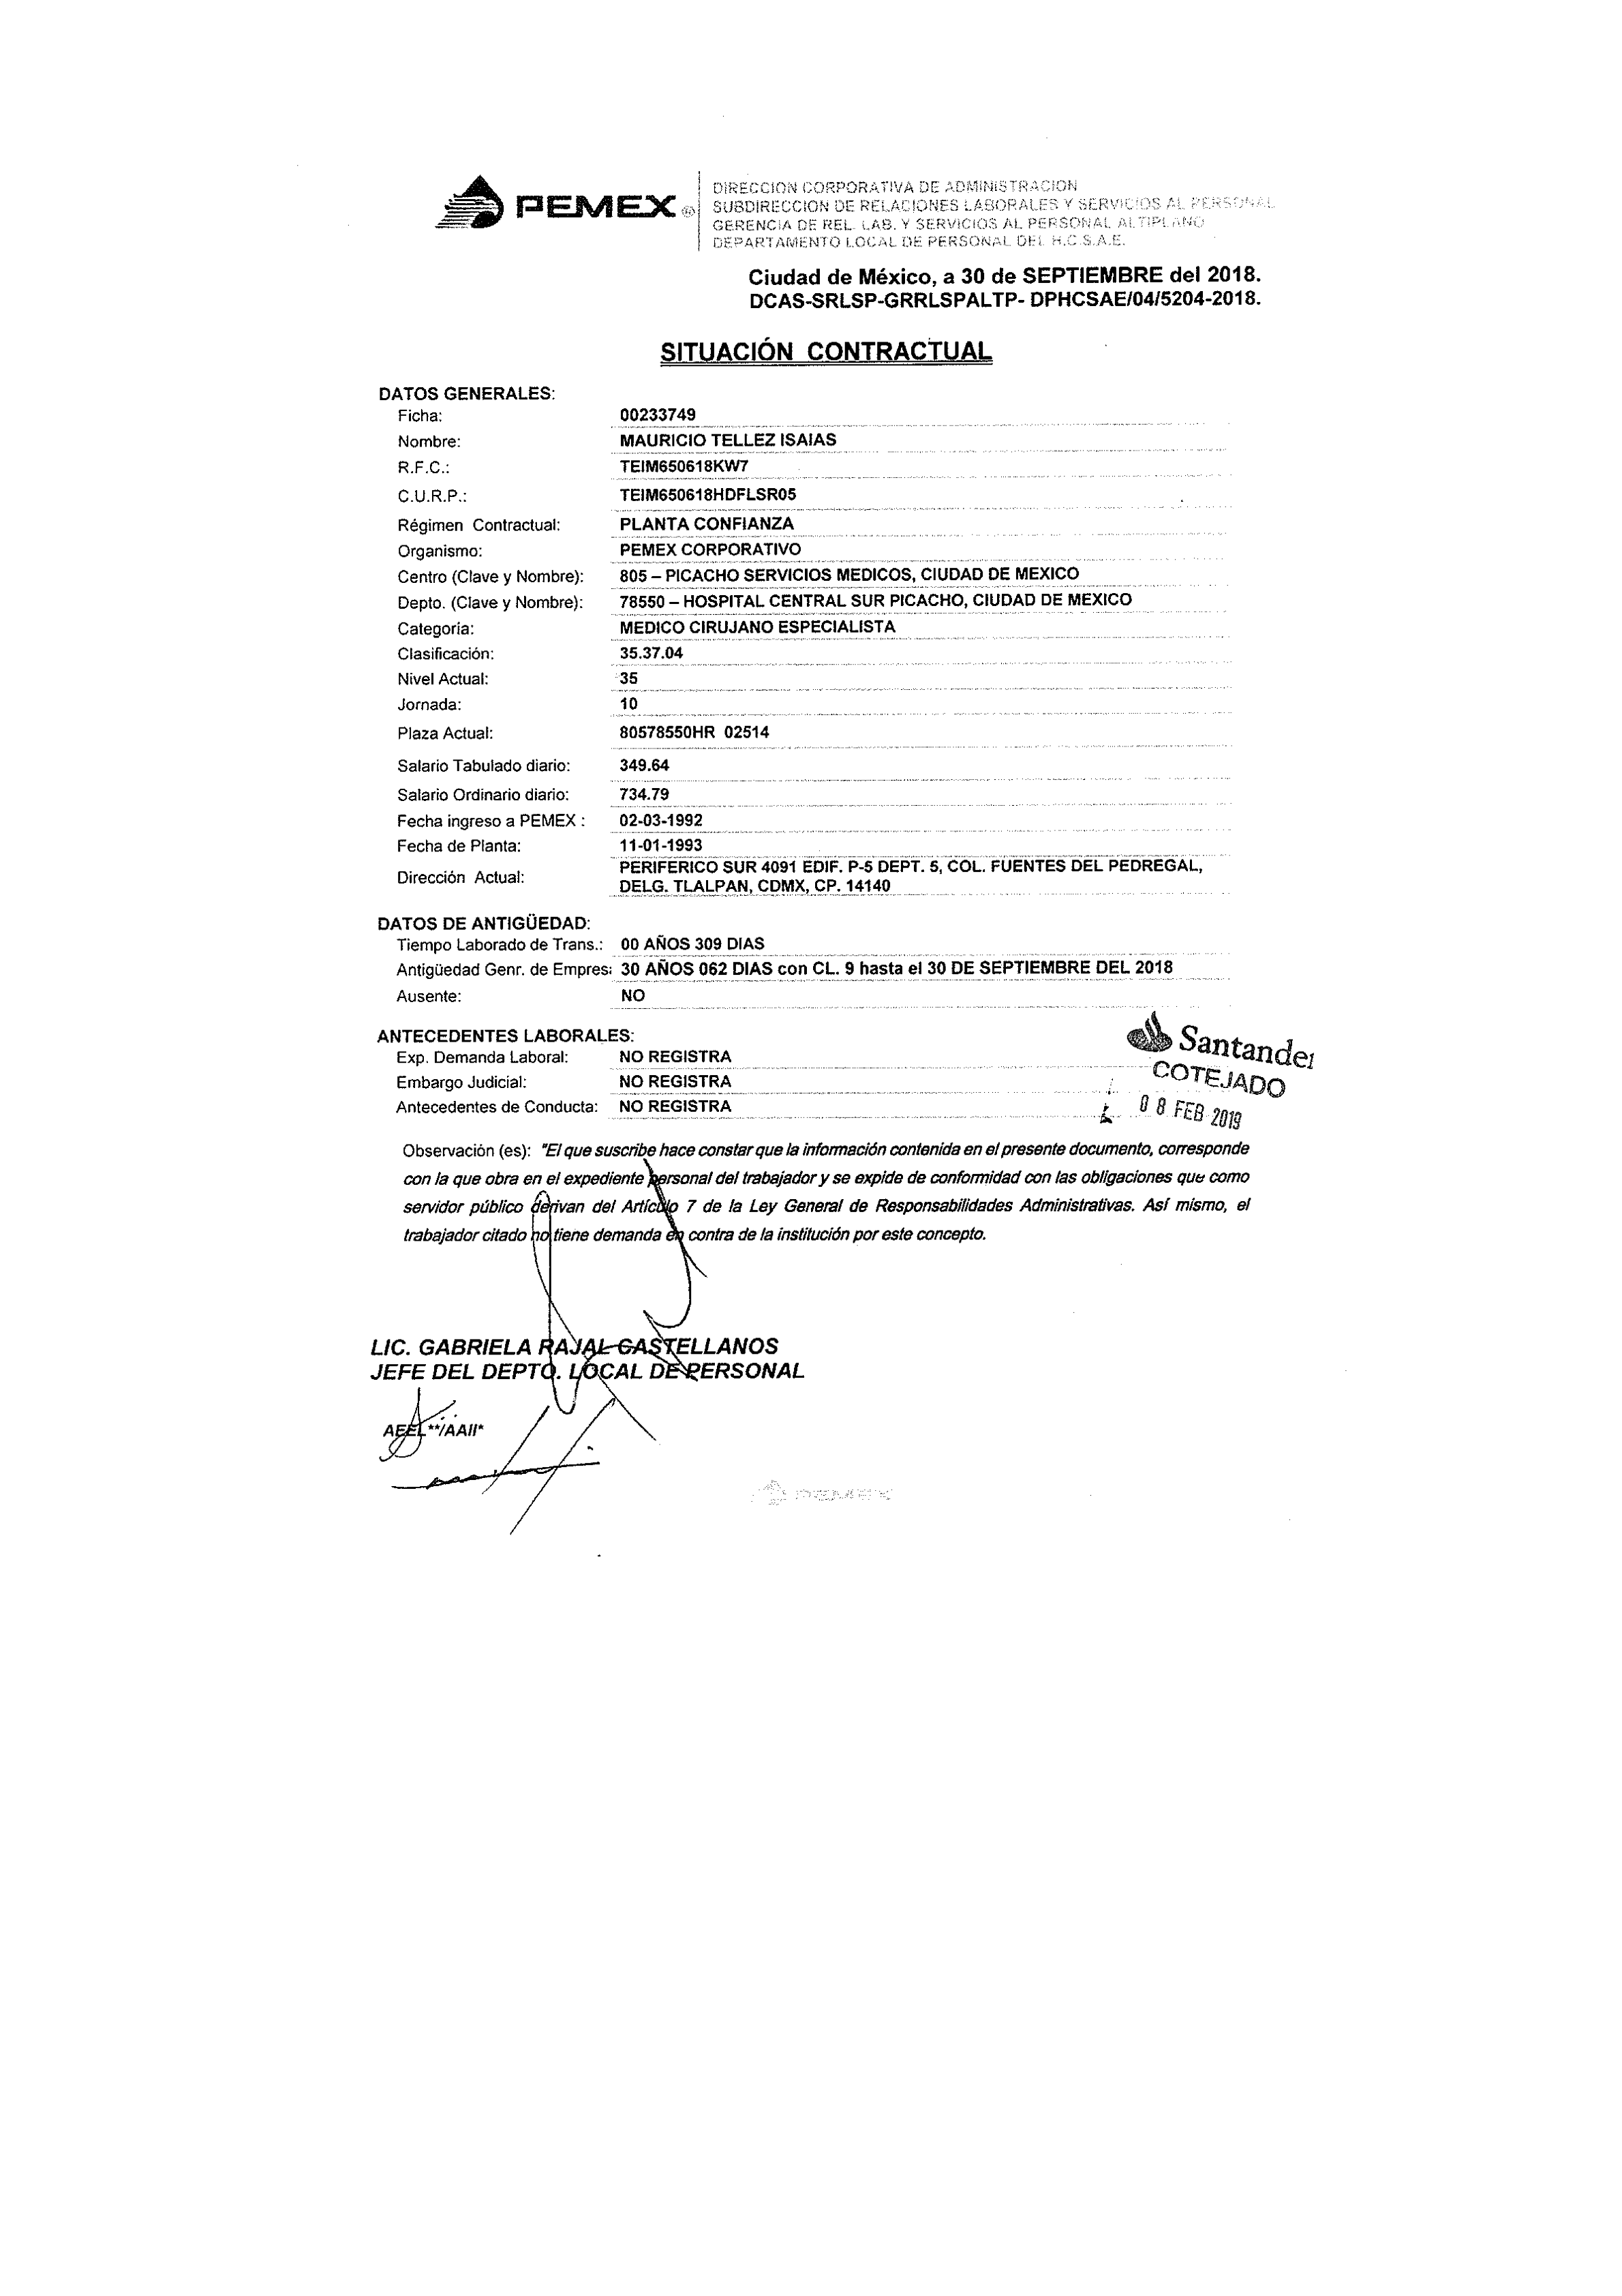 PEMEX ®
DIRECCION CORPORATIVA DE ADMINISTRACION
SUBDIRECCION DE RELACIONES LABORALES Y SERVICIOS AL PERSONAL
GERENCIA DE REL. LAB. Y SERVICIOS AL PERSONAL ALTIPLANO
DEPARTAMENTO LOCAL DE PERSONAL DEL H.C.S.A.E.
Ciudad de México, a 30 de SEPTIEMBRE del 2018.
DCAS-SRLSP-GRRLSPALTP- DPHCSAE/04/5204-2018.
SITUACIÓN CONTRACTUAL
DATOS GENERALES:
Ficha: 00233749
Nombre: MAURICIO TELLEZ ISAIAS
R.F.C.: TEIM650618KW7
C.U.R.P.: TEIM650618HDFLSR05
Régimen Contractual: PLANTA CONFIANZA
Organismo: PEMEX CORPORATIVO
Centro (Clave y Nombre): 805 – PICACHO SERVICIOS MEDICOS, CIUDAD DE MEXICO
Depto. (Clave y Nombre): 78550 – HOSPITAL CENTRAL SUR PICACHO, CIUDAD DE MEXICO
Categoria: MEDICO CIRUJANO ESPECIALISTA
Clasificación: 35.37.04
Nivel Actual: 35
Jornada: 10
Plaza Actual: 80578550HR 02514
Salario Tabulado diario: 349.64
Salario Ordinario diario: 734.79
Fecha ingreso a PEMEX : 02-03-1992
Fecha de Planta: 11-01-1993
Dirección Actual: PERIFERICO SUR 4091 EDIF. P-5 DEPT. 5, COL. FUENTES DEL PEDREGAL,
DELG. TLALPAN, CDMX, CP. 14140
DATOS DE ANTIGÜEDAD:
Tiempo Laborado de Trans.: 00 AÑOS 309 DIAS
Antigüedad Genr. de Empres: 30 AÑOS 062 DIAS con CL. 9 hasta el 30 DE SEPTIEMBRE DEL 2018
Ausente: NO
ANTECEDENTES LABORALES:
Exp. Demanda Laboral: NO REGISTRA
Embargo Judicial: NO REGISTRA
Antecedentes de Conducta: NO REGISTRA
Santander
COTEJADO
08 FEB 2019
Observación (es): "El que suscribe hace constar que la información contenida en el presente documento, corresponde
con la que obra en el expediente personal del trabajador y se expide de conformidad con las obligaciones que como
servidor público derivan del Artículo 7 de la Ley General de Responsabilidades Administrativas. Así mismo, el
trabajador citado no tiene demanda en contra de la institución por este concepto.
LIC. GABRIELA RAJAL CASTELLANOS
JEFE DEL DEPTO. LOCAL DE PERSONAL
AEEL**/AAII*
PEMEX